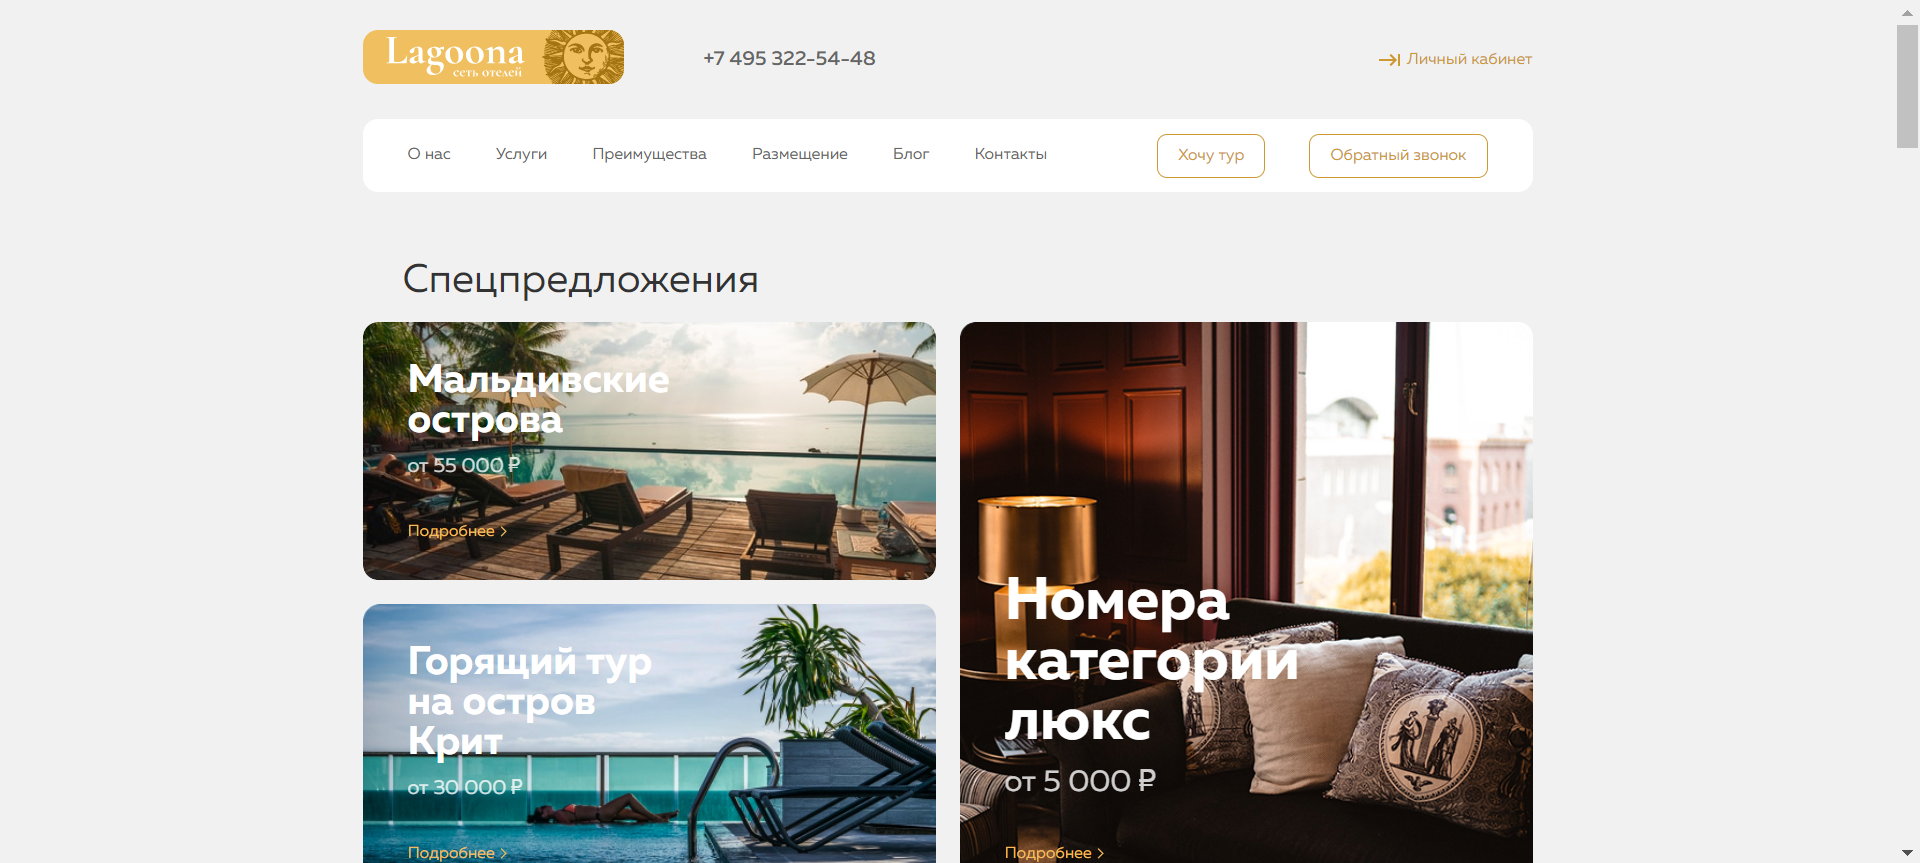 Lagoona
сеть отелей
+7 495 322-54-48
Личный кабинет
О нас
Услуги
Преимущества
Размещение
Блог
Контакты
Хочу тур
Обратный звонок
Спецпредложения
Мальдивские
острова
от 55 000 ₽
Подробнее
Горящий тур
на остров
Крит
от 30 000 ₽
Подробнее
Номера
категории
люкс
от 5 000 ₽
Подробнее